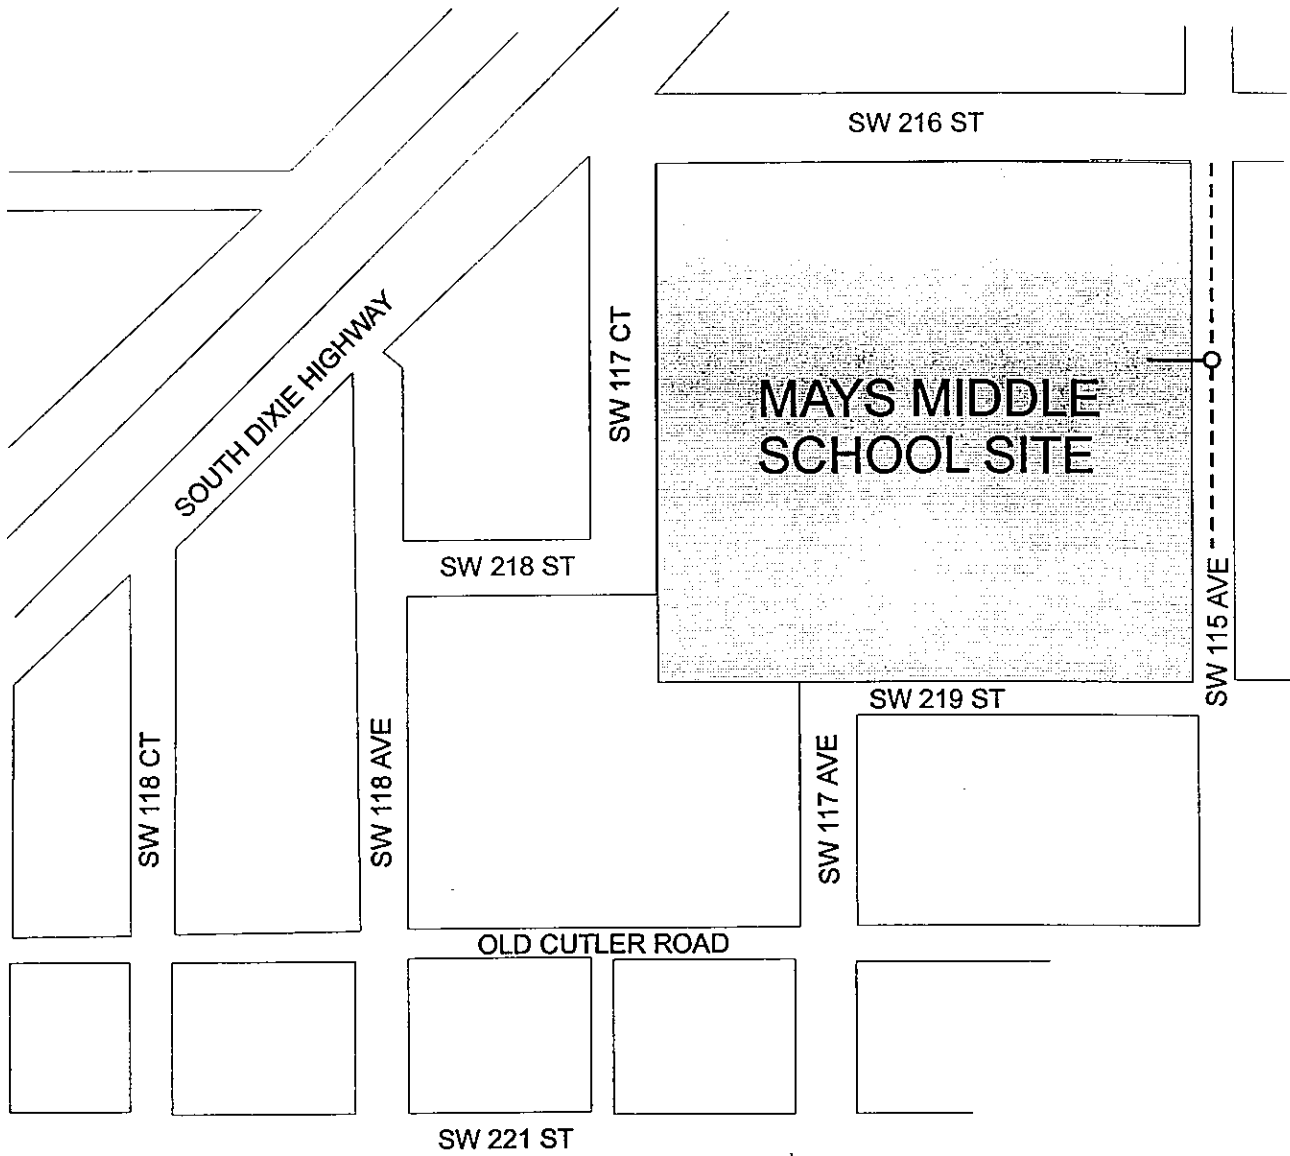 SW 216 ST
SOUTH DIXIE HIGHWAY
SW 117 CT
MAYS MIDDLE
SCHOOL SITE
SW 218 ST
SW 115 AVE
SW 219 ST
SW 118 CT
SW 118 AVE
SW 117 AVE
OLD CUTLER ROAD
SW 221 ST